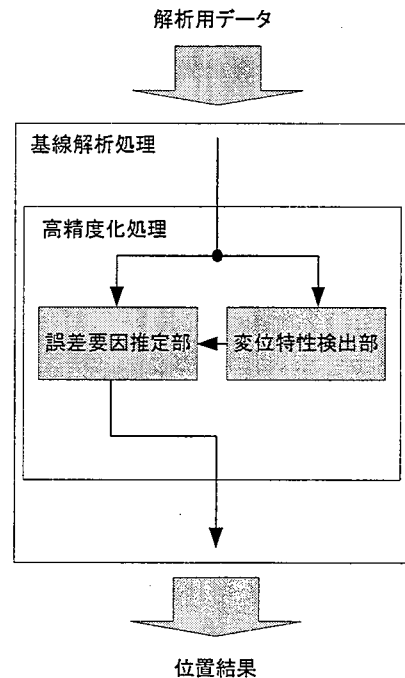 解析用データ
基線解析処理
高精度化処理
誤差要因推定部
変位特性検出部
位置結果